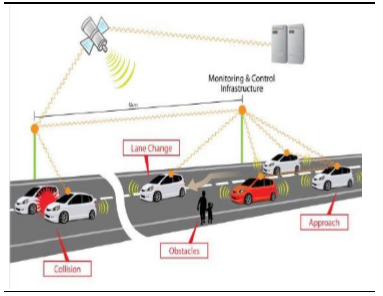 Monitoring & Control
Infrastructure
Lane Change
Approach
Obstacles
Collision